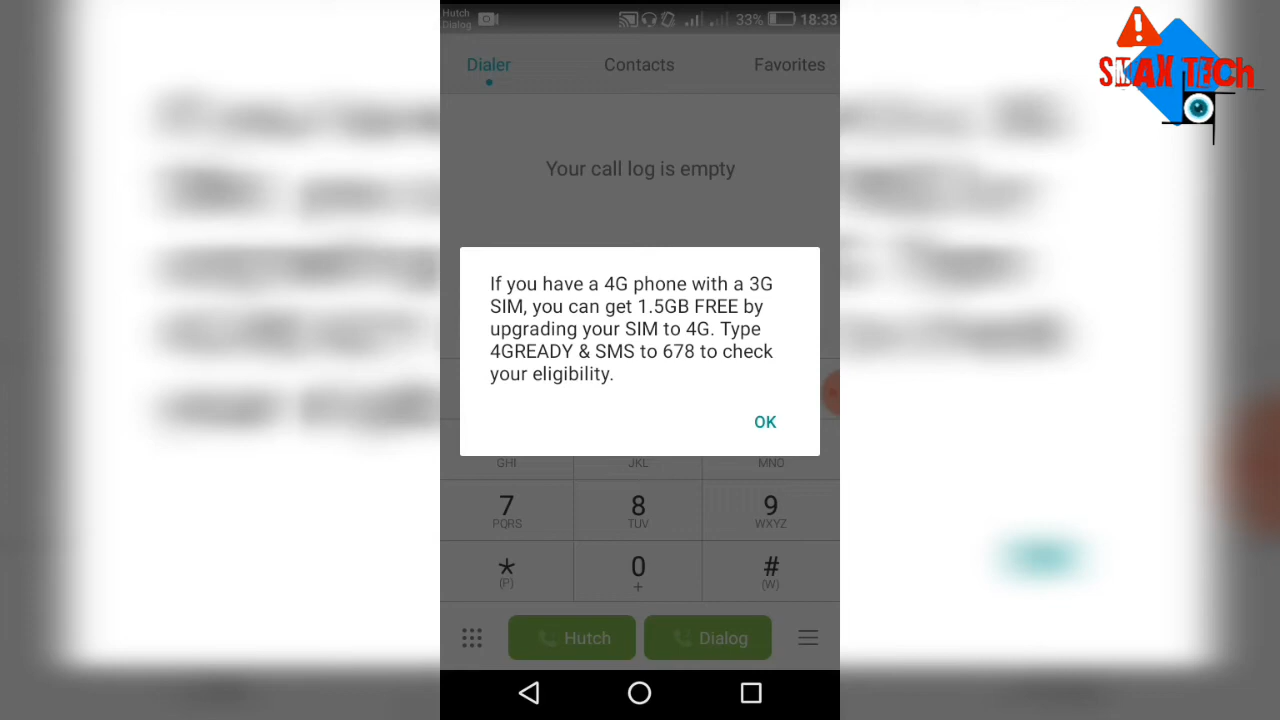 Hutch
Dialog
33% 18:33
Dialer Contacts Favorites
Your call log is empty
If you have a 4G phone with a 3G
SIM, you can get 1.5GB FREE by
upgrading your SIM to 4G. Type
4GREADY & SMS to 678 to check
your eligibility.
OK
GHI JKL MNO
7 8 9
PQRS TUV WXYZ
* 0 #
(P) + (W)
Hutch Dialog
SMAX TECh